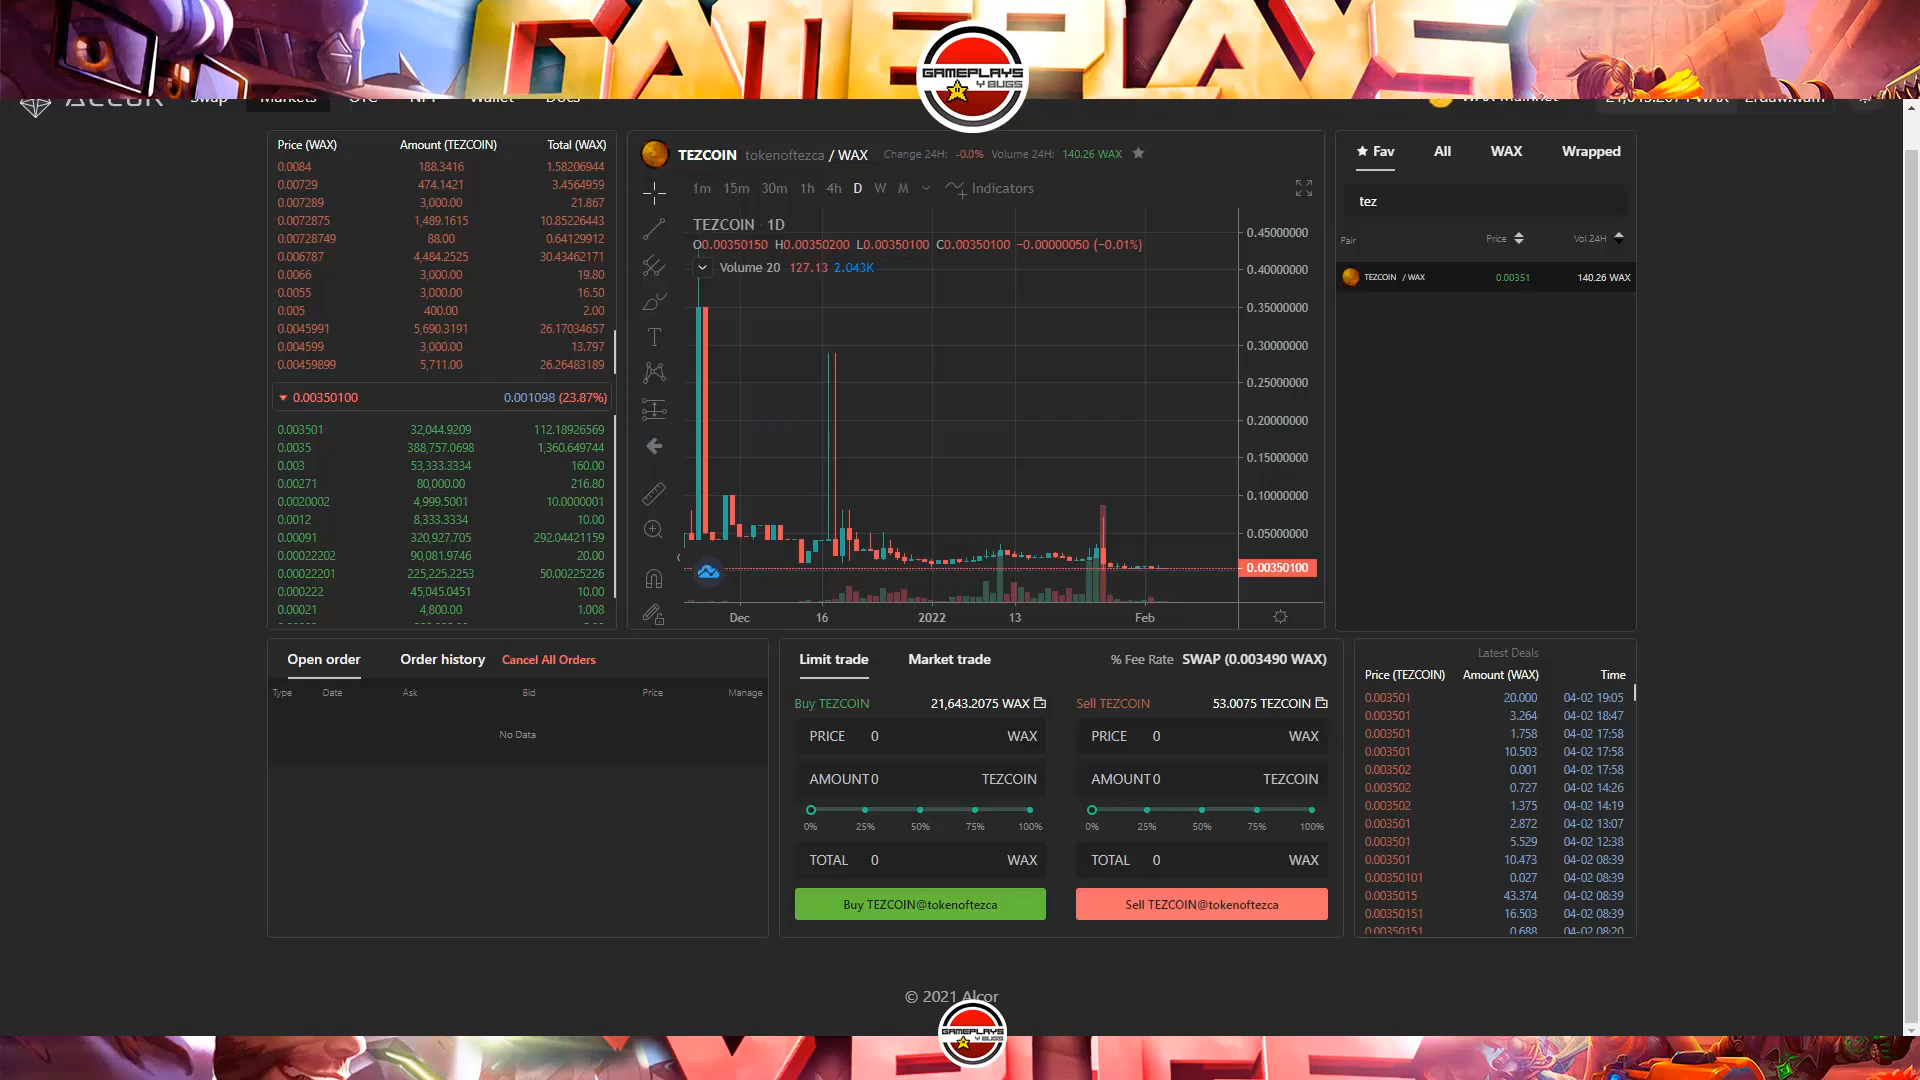 GAMEPLAYS
GAMEPLAYS
Y BUGS
ALCOR Swap Markets OTC NFT Wallet Docs
WAX Mainnet
Price (WAX) Amount (TEZCOIN) Total (WAX)
0.0084 188.3416 1.58206944
0.00729 474.1421 3.4564959
0.007289 3,000.00 21.867
0.0072875 1,489.1615 10.85226443
0.00728749 88.00 0.64129912
0.006787 4,484.2525 30.43462171
0.0066 3,000.00 19.80
0.0055 3,000.00 16.50
0.005 400.00 2.00
0.0045991 5,690.3191 26.17034657
0.004599 3,000.00 13.797
0.00459899 5,711.00 26.26483189
0.00350100 0.001098 (23.87%)
0.003501 32,044.9209 112.18926569
0.0035 388,757.0698 1,360.649744
0.003 53,333.3334 160.00
0.00271 80,000.00 216.80
0.0020002 4,999.5001 10.0000001
0.0012 8,333.3334 10.00
0.00091 320,927.705 292.04421159
0.00022202 90,081.9746 20.00
0.00022201 225,225.2253 50.00225226
0.000222 45,045.0451 10.00
0.00021 4,800.00 1.008
TEZCOIN tokenoftezca / WAX Change 24H: -0.0% Volume 24H: 140.26 WAX
1m 15m 30m 1h 4h D W M Indicators
TEZCOIN · 1D
O0.00350150 H0.00350200 L0.00350100 C0.00350100 −0.00000050 (−0.01%)
Volume 20 127.13 2.043K
0.45000000
0.40000000
0.35000000
0.30000000
0.25000000
0.20000000
0.15000000
0.10000000
0.05000000
0.00350100
Dec 16 2022 13 Feb
Fav All WAX Wrapped
tez
Pair Price Vol 24H
TEZCOIN / WAX 0.00351 140.26 WAX
Open order Order history Cancel All Orders
Type Date Ask Bid Price Manage
No Data
Limit trade Market trade % Fee Rate SWAP (0.003490 WAX)
Buy TEZCOIN 21,643.2075 WAX
PRICE 0 WAX
AMOUNT 0 TEZCOIN
0% 25% 50% 75% 100%
TOTAL 0 WAX
Buy TEZCOIN@tokenoftezca
Sell TEZCOIN 53.0075 TEZCOIN
PRICE 0 WAX
AMOUNT 0 TEZCOIN
0% 25% 50% 75% 100%
TOTAL 0 WAX
Sell TEZCOIN@tokenoftezca
Latest Deals
Price (TEZCOIN) Amount (WAX) Time
0.003501 20.000 04-02 19:05
0.003501 3.264 04-02 18:47
0.003501 1.758 04-02 17:58
0.003501 10.503 04-02 17:58
0.003502 0.001 04-02 17:58
0.003502 0.727 04-02 14:26
0.003502 1.375 04-02 14:19
0.003501 2.872 04-02 13:07
0.003501 5.529 04-02 12:38
0.003501 10.473 04-02 08:39
0.00350101 0.027 04-02 08:39
0.0035015 43.374 04-02 08:39
0.00350151 16.503 04-02 08:39
0.00350151 0.688 04-02 08:20
© 2021 Alcor
GAMEPLAYS
Y BUGS